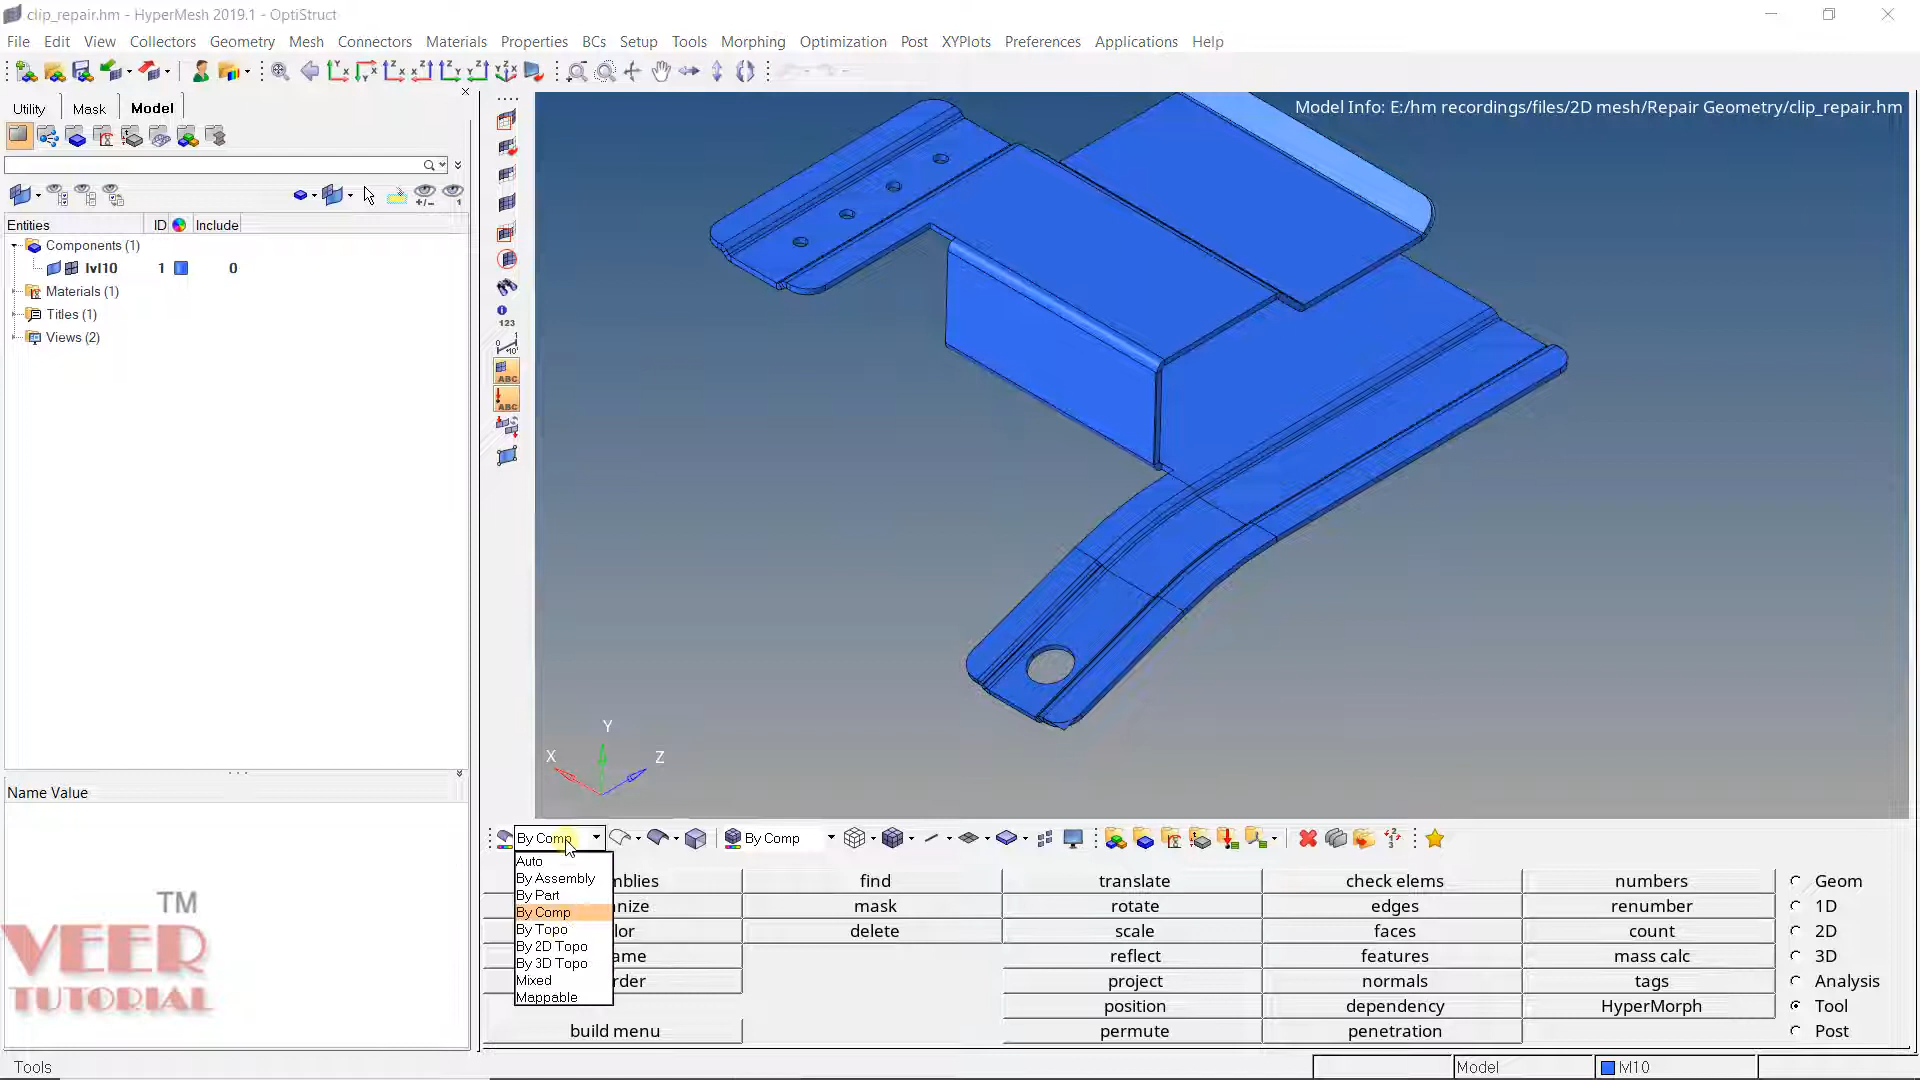 clip_repair.hm - HyperMesh 2019.1 - OptiStruct
File Edit View Collectors Geometry Mesh Connectors Materials Properties BCs Setup Tools Morphing Optimization Post XYPlots Preferences Applications Help
Utility Mask Model
Model Info: E:/hm recordings/files/2D mesh/Repair Geometry/clip_repair.hm
Entities ID Include
Components (1)
lvl10 1 0
Materials (1)
Titles (1)
Views (2)
123
ABC
ABC
Y
X Z
Name Value
By Comp By Comp
Auto
By Assembly
By Part
By Comp
By Topo
By 2D Topo
By 3D Topo
Mixed
Mappable
mblies find translate check elems numbers Geom
nize mask rotate edges renumber 1D
lor delete scale faces count 2D
ame reflect features mass calc 3D
rder project normals tags Analysis
position dependency HyperMorph Tool
build menu permute penetration Post
TM
VEER
TUTORIAL
Tools Model lvl10